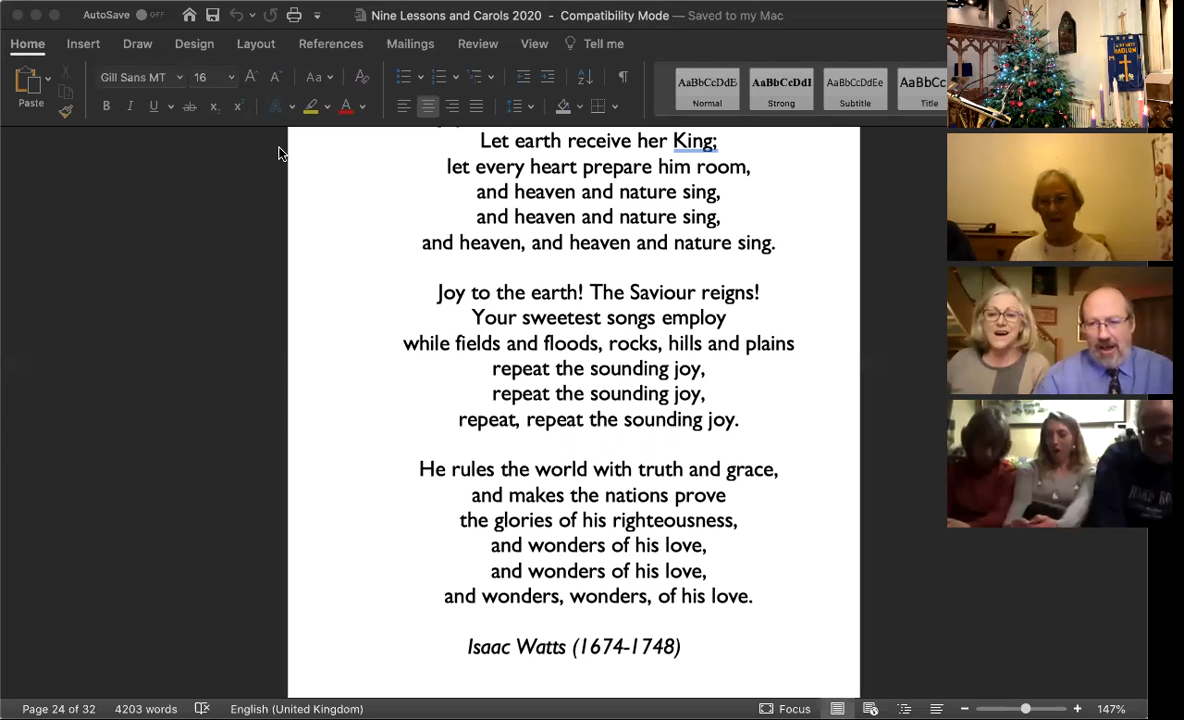 AutoSave OFF Nine Lessons and Carols 2020 - Compatibility Mode — Saved to my Mac
Home Insert Draw Design Layout References Mailings Review View Tell me
Paste
Gill Sans MT 16
B I U ab x₂ x²
AaBbCcDdE AaBbCcDdI AaBbCcDdEe AaBbCc
Normal Strong Subtitle Title
Let earth receive her King;
let every heart prepare him room,
and heaven and nature sing,
and heaven and nature sing,
and heaven, and heaven and nature sing.
Joy to the earth! The Saviour reigns!
Your sweetest songs employ
while fields and floods, rocks, hills and plains
repeat the sounding joy,
repeat the sounding joy,
repeat, repeat the sounding joy.
He rules the world with truth and grace,
and makes the nations prove
the glories of his righteousness,
and wonders of his love,
and wonders of his love,
and wonders, wonders, of his love.
Isaac Watts (1674-1748)
Page 24 of 32 4203 words English (United Kingdom) Focus 147%
HADLOW